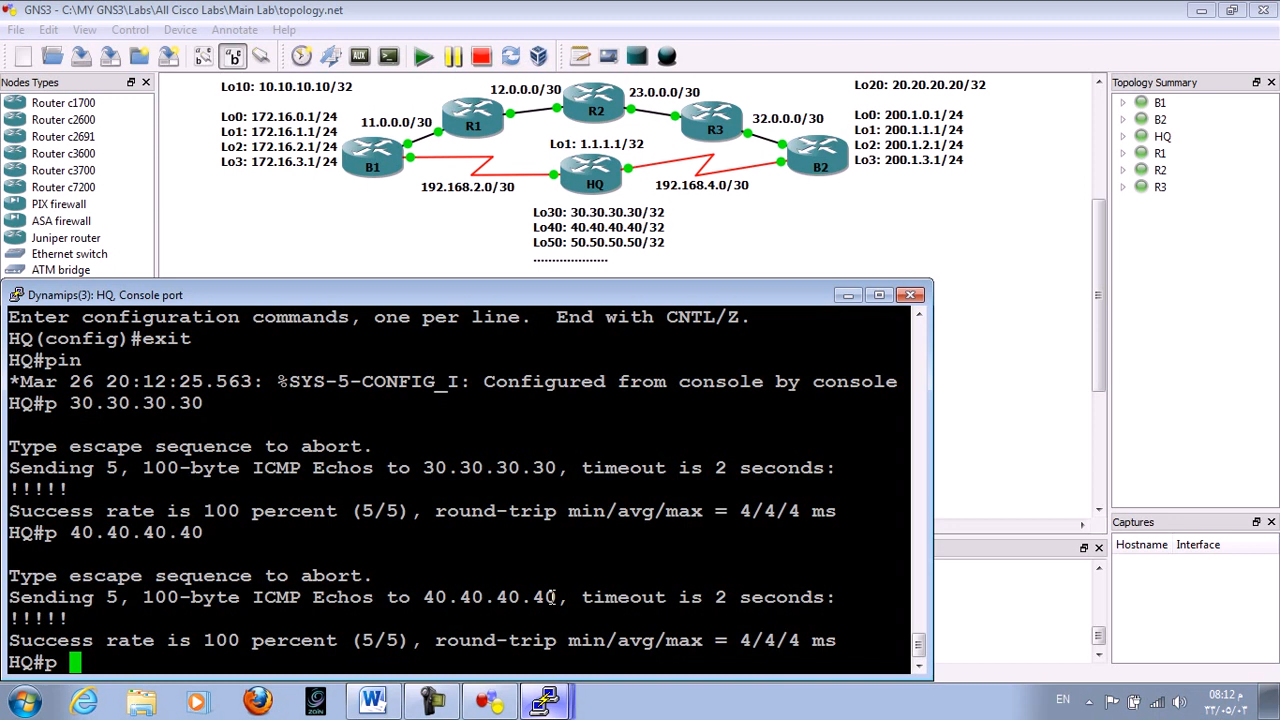 GNS3 - C:\MY GNS3\Labs\All Cisco Labs\Main Lab\topology.net
File Edit View Control Device Annotate Help
AUX
Nodes Types
Router c1700
Router c2600
Router c2691
Router c3600
Router c3700
Router c7200
PIX firewall
ASA firewall
Juniper router
Ethernet switch
ATM bridge
Lo10: 10.10.10.10/32
Lo0: 172.16.0.1/24
Lo1: 172.16.1.1/24
Lo2: 172.16.2.1/24
Lo3: 172.16.3.1/24
11.0.0.0/30
B1
R1
12.0.0.0/30
R2
23.0.0.0/30
R3
32.0.0.0/30
Lo1: 1.1.1.1/32
HQ
192.168.2.0/30
192.168.4.0/30
B2
Lo20: 20.20.20.20/32
Lo0: 200.1.0.1/24
Lo1: 200.1.1.1/24
Lo2: 200.1.2.1/24
Lo3: 200.1.3.1/24
Lo30: 30.30.30.30/32
Lo40: 40.40.40.40/32
Lo50: 50.50.50.50/32
....................
Topology Summary
B1
B2
HQ
R1
R2
R3
Captures
Hostname Interface
Dynamips(3): HQ, Console port
Enter configuration commands, one per line.  End with CNTL/Z.
HQ(config)#exit
HQ#pin
*Mar 26 20:12:25.563: %SYS-5-CONFIG_I: Configured from console by console
HQ#p 30.30.30.30
Type escape sequence to abort.
Sending 5, 100-byte ICMP Echos to 30.30.30.30, timeout is 2 seconds:
!!!!!
Success rate is 100 percent (5/5), round-trip min/avg/max = 4/4/4 ms
HQ#p 40.40.40.40
Type escape sequence to abort.
Sending 5, 100-byte ICMP Echos to 40.40.40.40, timeout is 2 seconds:
!!!!!
Success rate is 100 percent (5/5), round-trip min/avg/max = 4/4/4 ms
HQ#p
zain
EN
08:12 م
٣٣/٠٥/٠٣